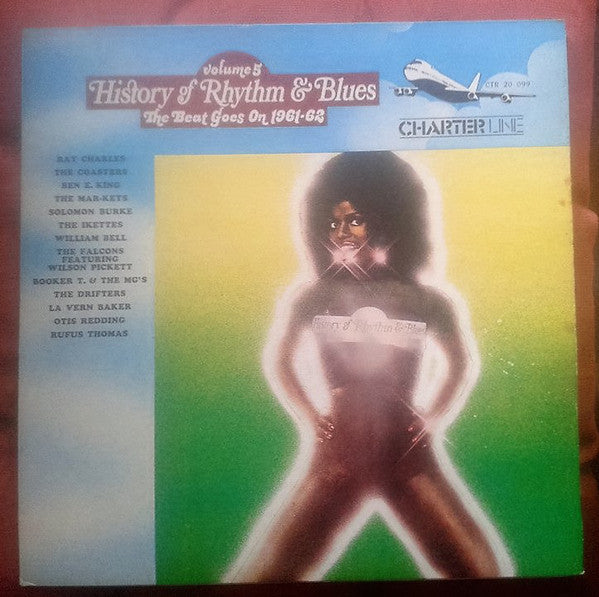 Volume 5
History of Rhythm & Blues
The Beat Goes On 1961-62
CTR 20 099
CHARTER LINE
RAY CHARLES
THE COASTERS
BEN E. KING
THE MAR-KETS
SOLOMON BURKE
THE IKETTES
WILLIAM BELL
THE FALCONS
FEATURING
WILSON PICKETT
BOOKER T. & THE MG'S
THE DRIFTERS
LA VERN BAKER
OTIS REDDING
RUFUS THOMAS
History of Rhythm & Blues